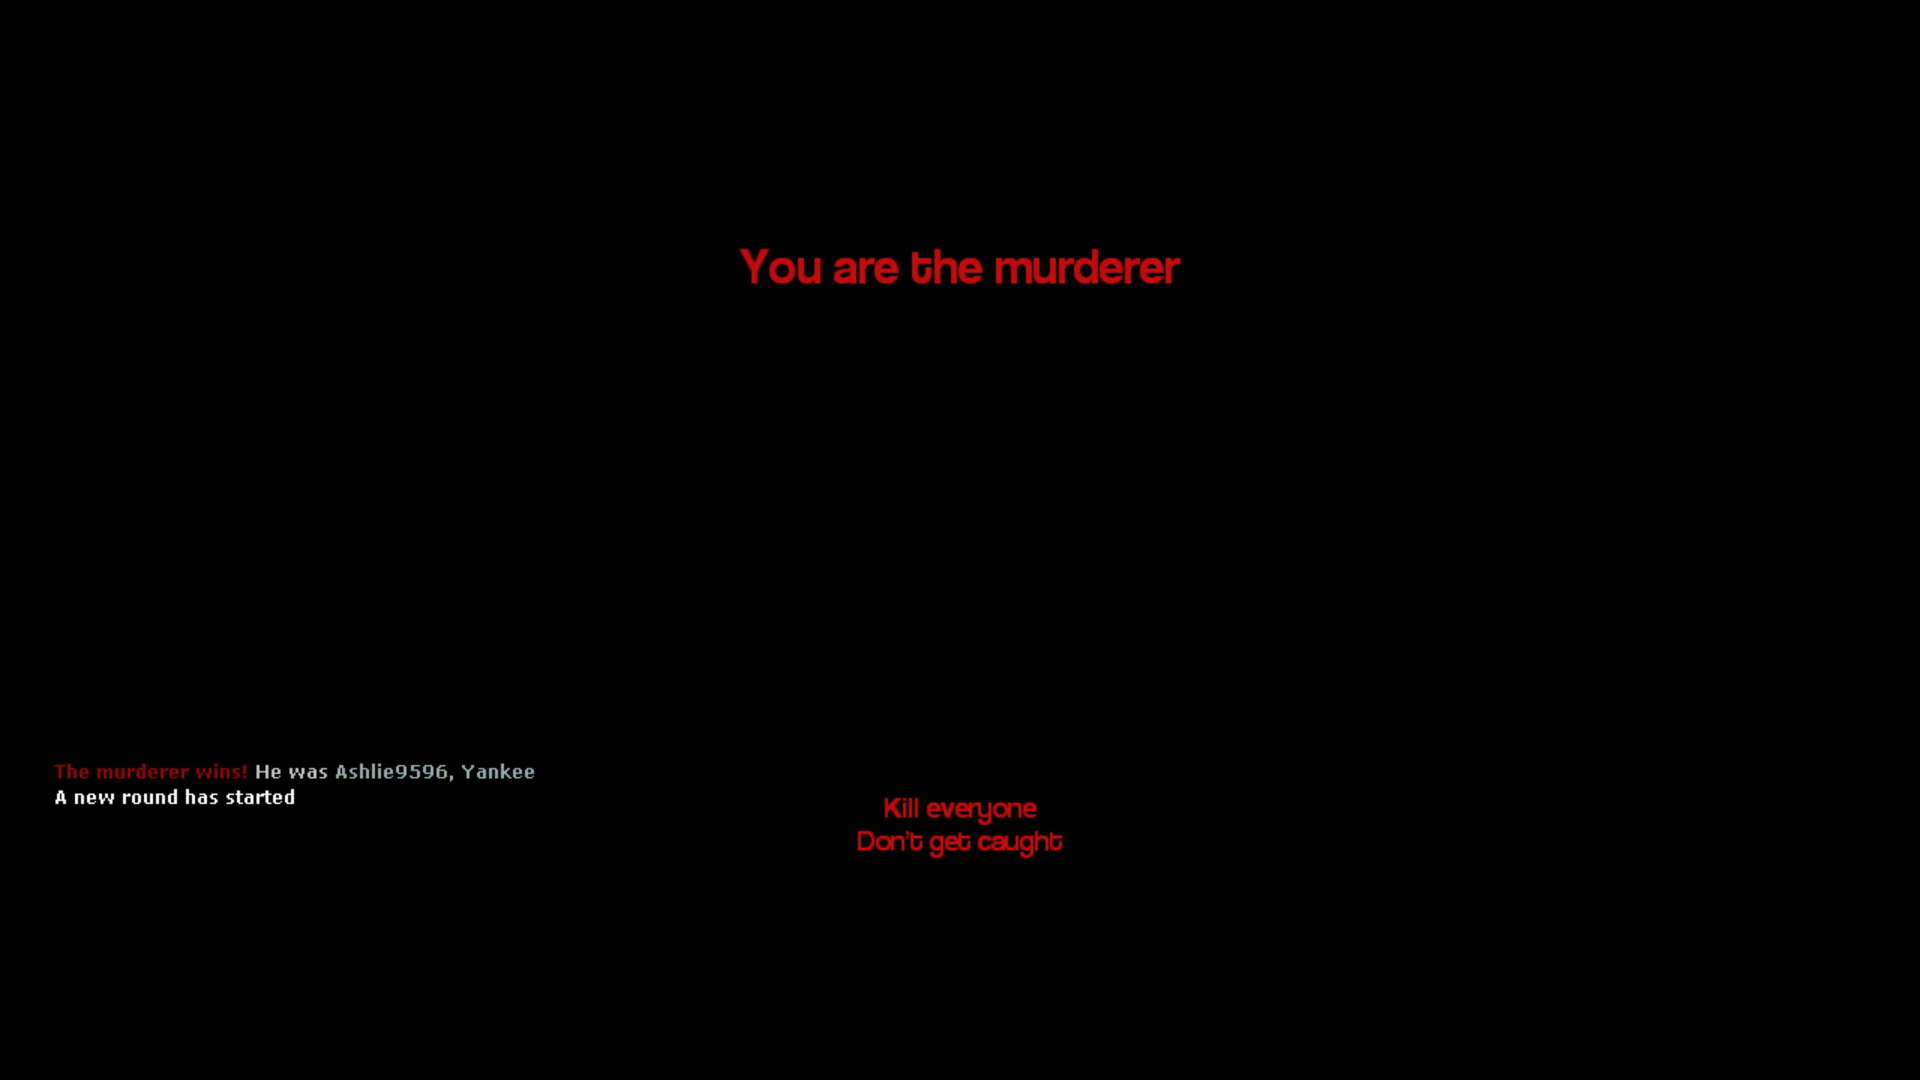 You are the murderer
The murderer wins! He was Ashlie9596, Yankee
A new round has started
Kill everyone
Don't get caught